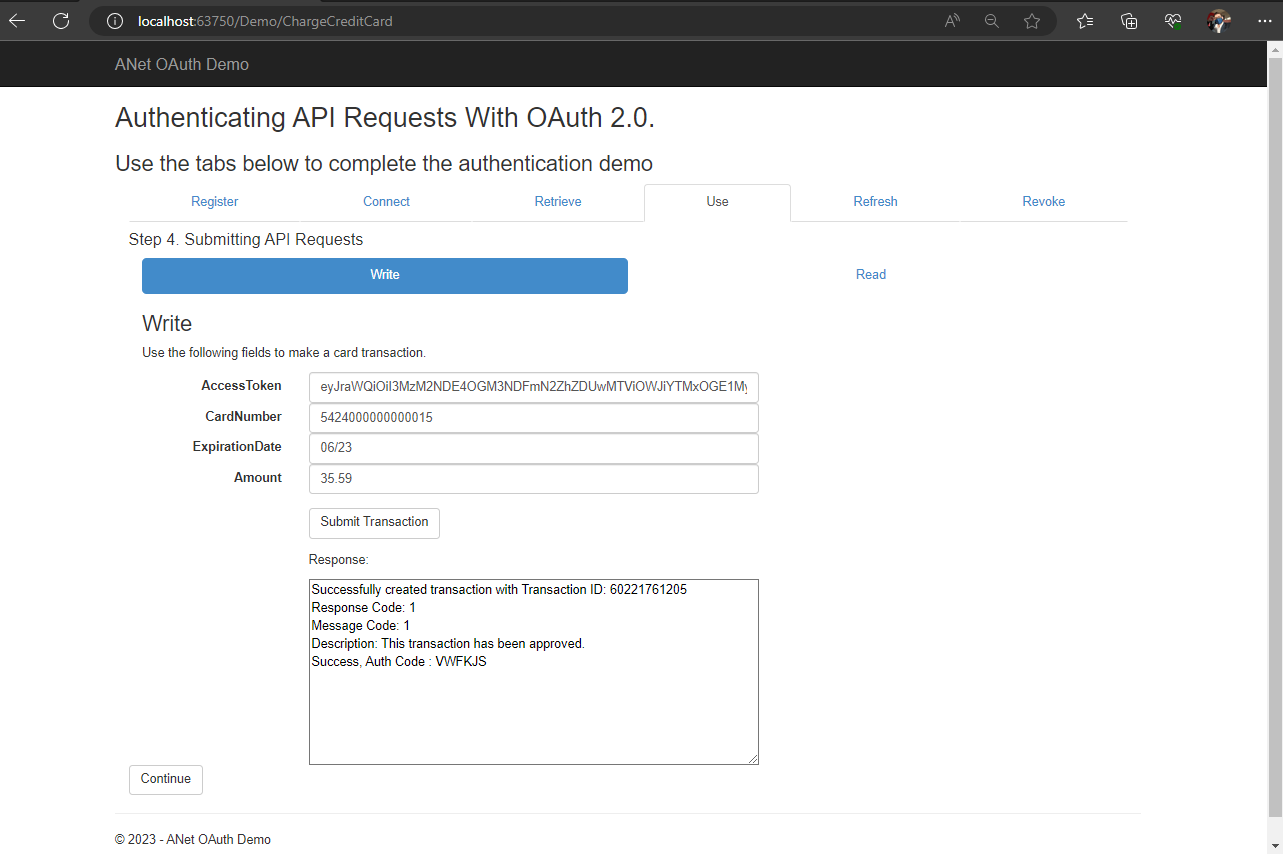 localhost:63750/Demo/ChargeCreditCard
ANet OAuth Demo
Authenticating API Requests With OAuth 2.0.
Use the tabs below to complete the authentication demo
Register Connect Retrieve Use Refresh Revoke
Step 4. Submitting API Requests
Write Read
Write
Use the following fields to make a card transaction.
AccessToken eyJraWQiOiI3MzM2NDE4OGM3NDFmN2ZhZDUwMTViOWJiYTMxOGE1My
CardNumber 5424000000000015
ExpirationDate 06/23
Amount 35.59
Submit Transaction
Response:
Successfully created transaction with Transaction ID: 60221761205
Response Code: 1
Message Code: 1
Description: This transaction has been approved.
Success, Auth Code : VWFKJS
Continue
© 2023 - ANet OAuth Demo